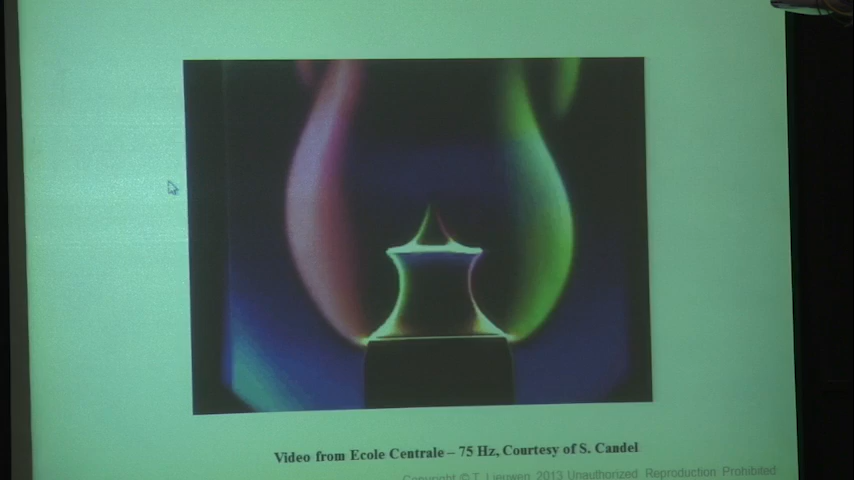 Video from Ecole Centrale – 75 Hz, Courtesy of S. Candel
Copyright © T. Lieuwen 2013 Unauthorized Reproduction Prohibited